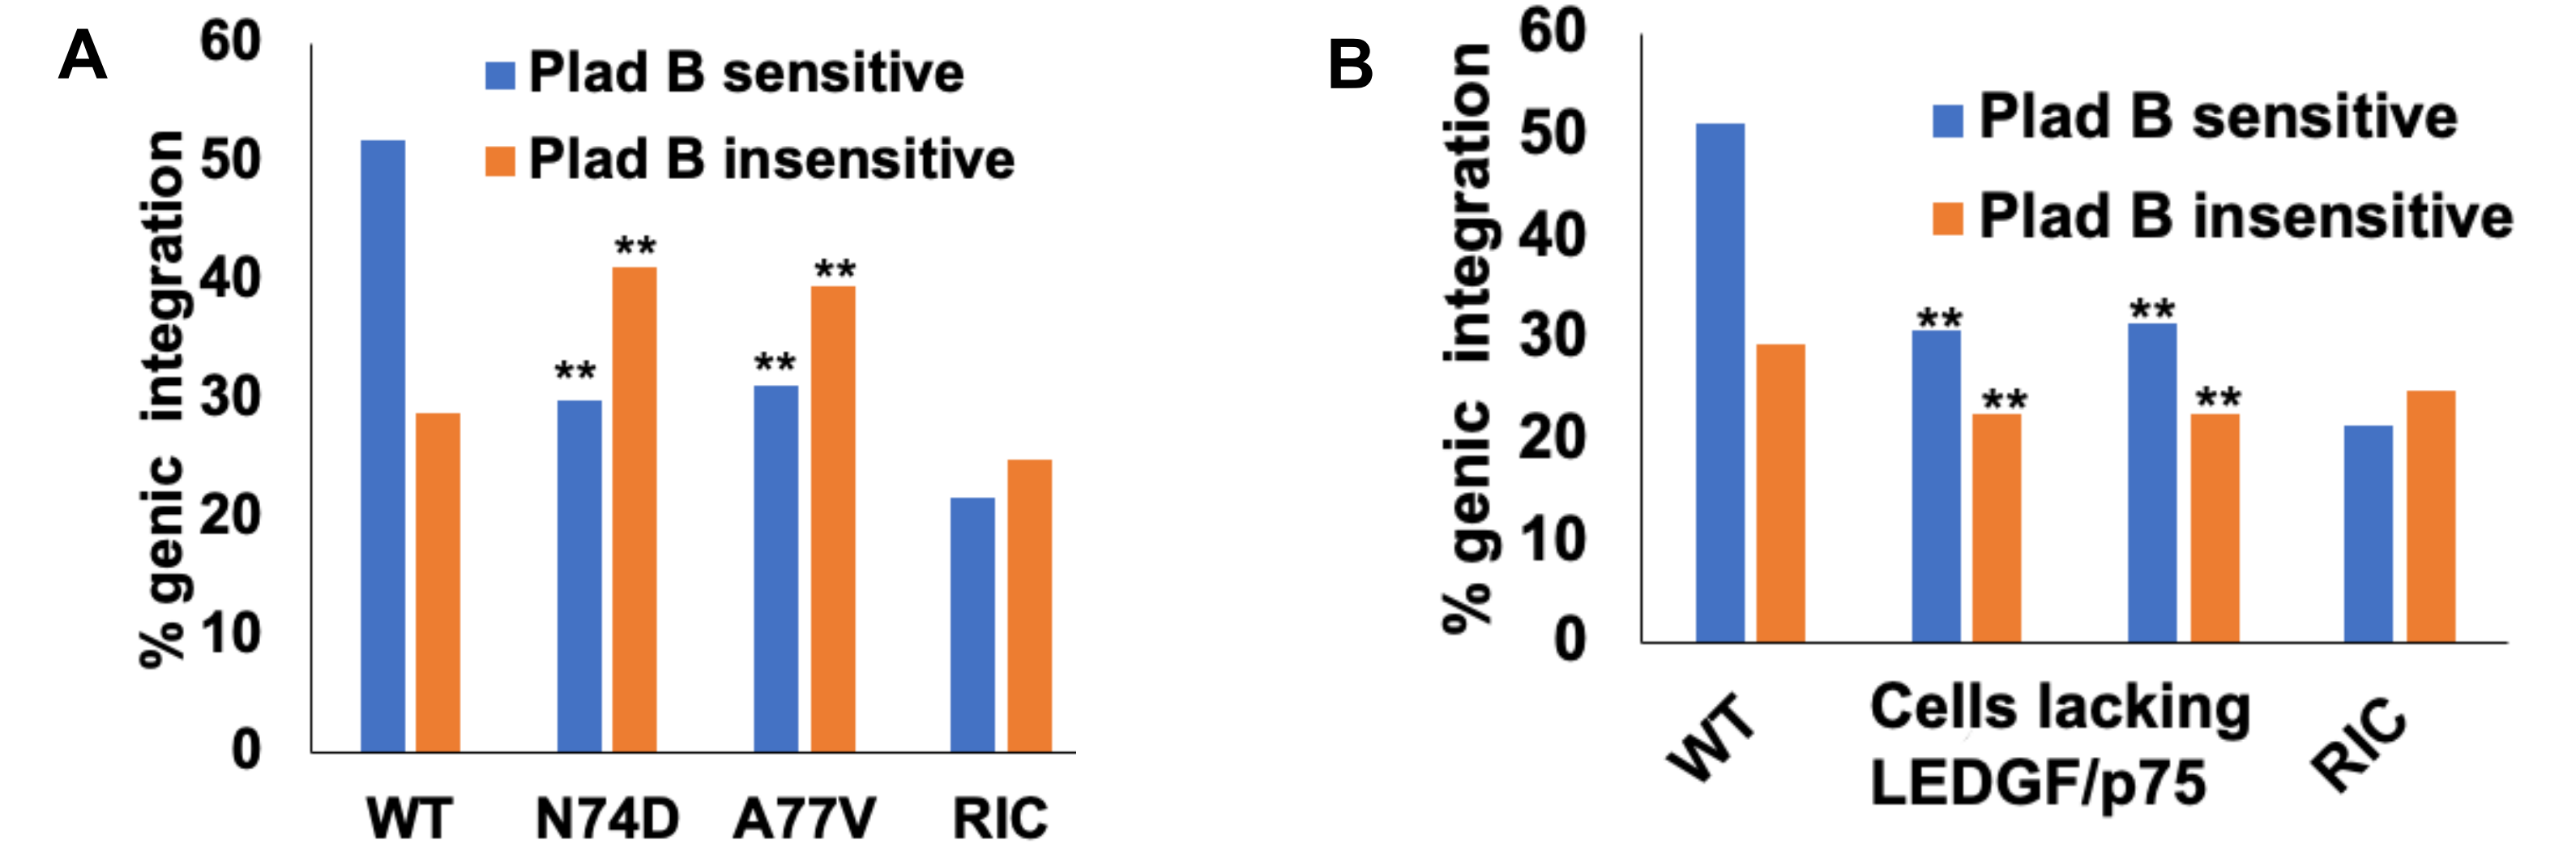 A
% genic integration
60
50
40
30
20
10
0
Plad B sensitive
Plad B insensitive
**
**
**
**
WT
N74D
A77V
RIC
B
% genic integration
60
50
40
30
20
10
0
Plad B sensitive
Plad B insensitive
**
**
**
**
WT
Cells lacking
LEDGF/p75
RIC